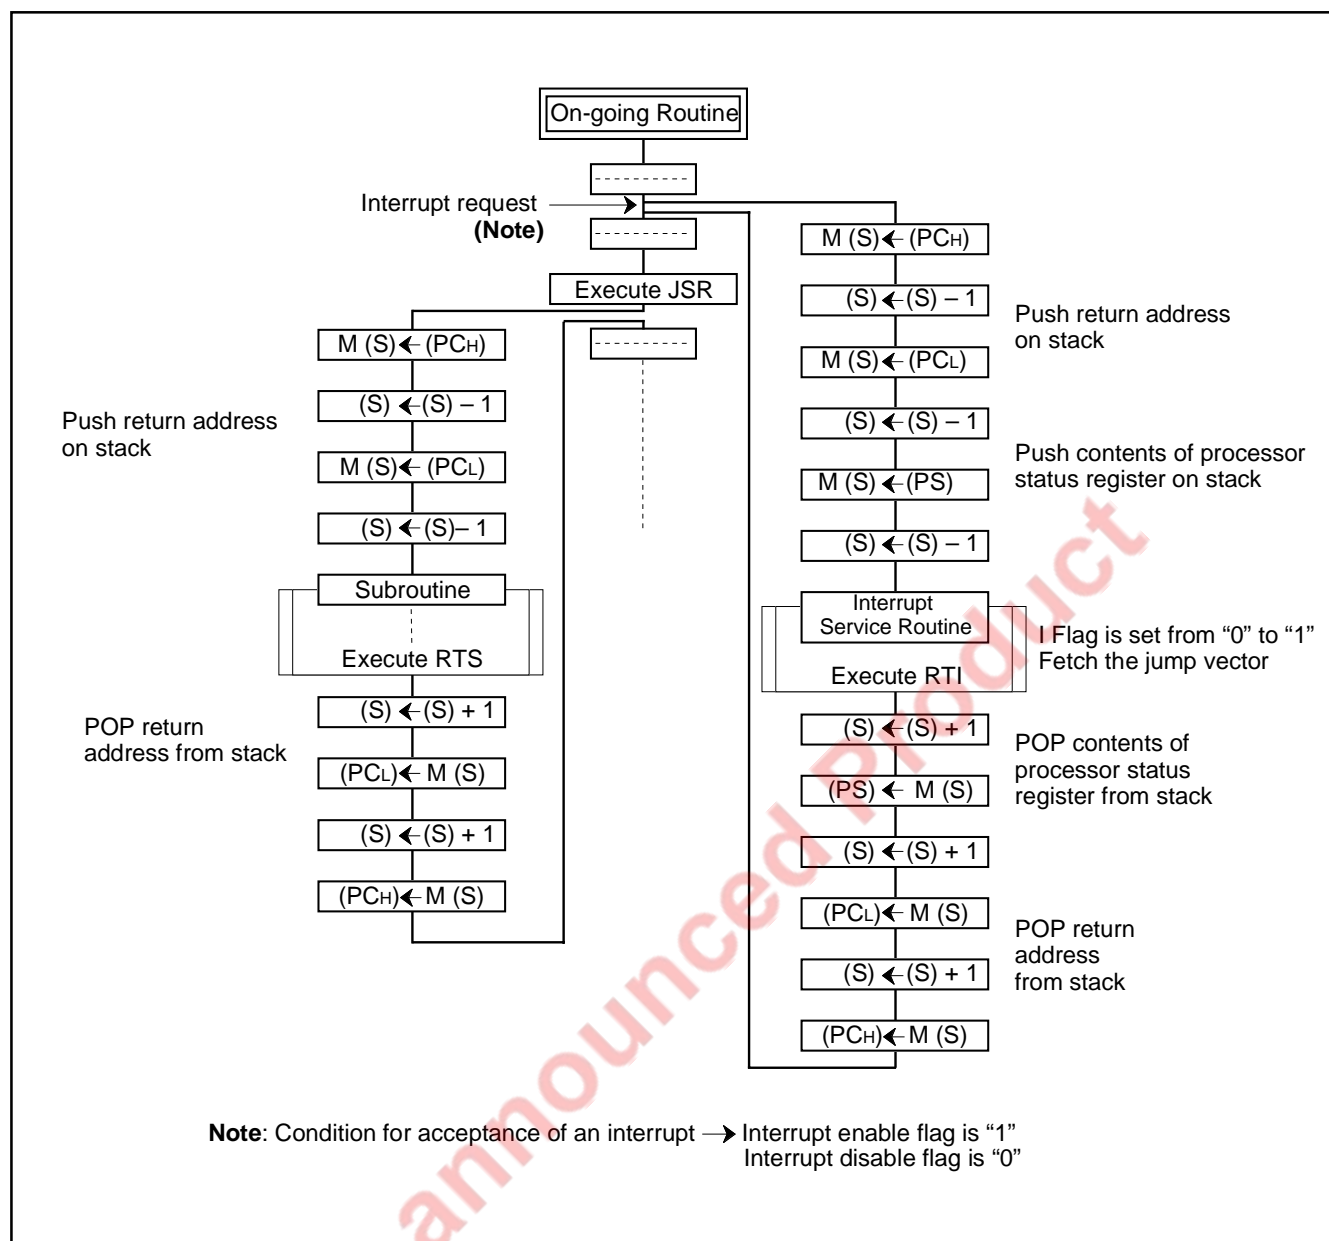 On-going Routine
Interrupt request
(Note)
Execute JSR
M (S) ← (PCH)
(S) ← (S) – 1
M (S) ← (PCL)
(S) ← (S)– 1
Push return address
on stack
Subroutine
Execute RTS
(S) ← (S) + 1
(PCL) ← M (S)
(S) ← (S) + 1
(PCH) ← M (S)
POP return
address from stack
M (S) ← (PCH)
(S) ← (S) – 1
M (S) ← (PCL)
(S) ← (S) – 1
M (S) ← (PS)
(S) ← (S) – 1
Push return address
on stack
Push contents of processor
status register on stack
Interrupt
Service Routine
Execute RTI
I Flag is set from “0” to “1”
Fetch the jump vector
(S) ← (S) + 1
(PS) ← M (S)
(S) ← (S) + 1
(PCL) ← M (S)
(S) ← (S) + 1
(PCH) ← M (S)
POP contents of
processor status
register from stack
POP return
address
from stack
Note: Condition for acceptance of an interrupt → Interrupt enable flag is “1”
Interrupt disable flag is “0”
announced Product